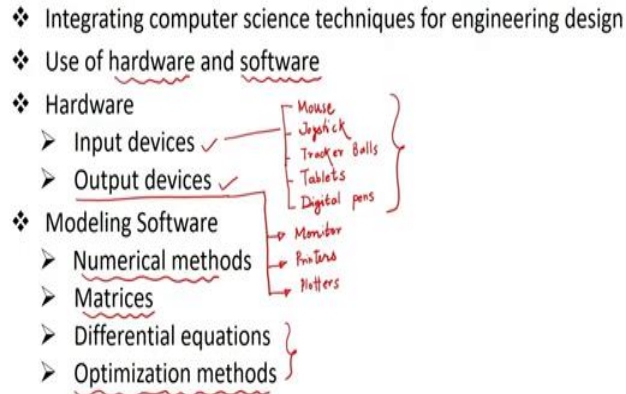 ❖ Integrating computer science techniques for engineering design
❖ Use of hardware and software
❖ Hardware
➤ Input devices
Mouse
Joystick
Tracker Balls
Tablets
Digital pens
➤ Output devices
Monitor
Printers
Plotters
❖ Modeling Software
➤ Numerical methods
➤ Matrices
➤ Differential equations
➤ Optimization methods